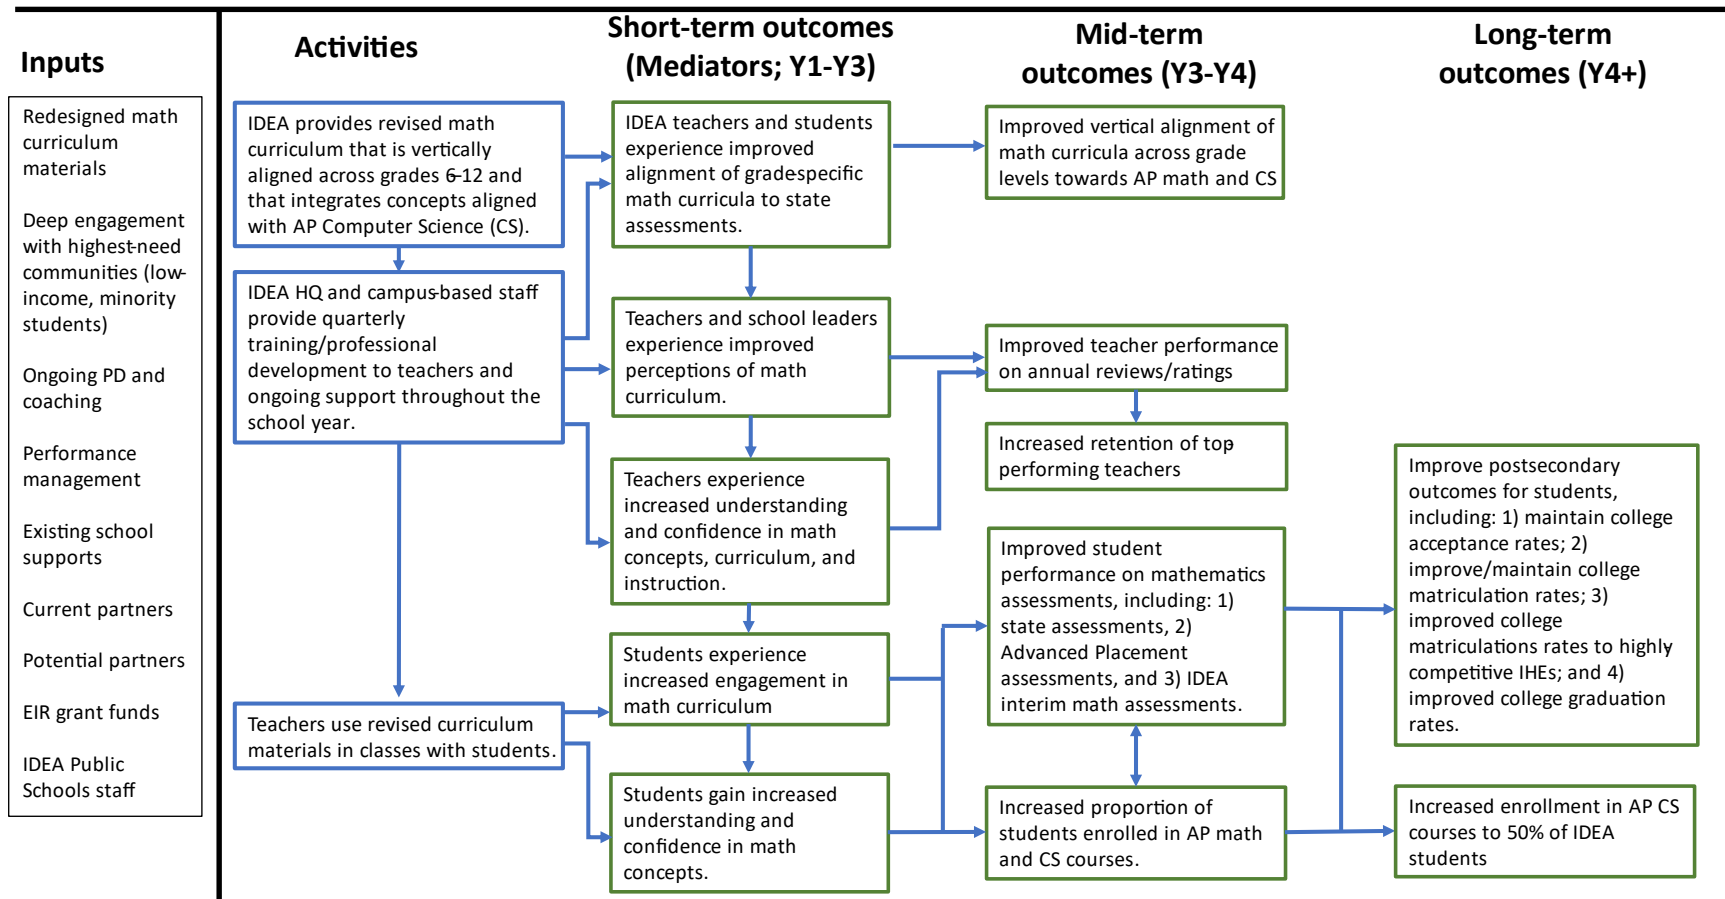 Inputs
Redesigned math
curriculum
materials
Deep engagement
with highest-need
communities (low-
income, minority
students)
Ongoing PD and
coaching
Performance
management
Existing school
supports
Current partners
Potential partners
EIR grant funds
IDEA Public
Schools staff
Activities
IDEA provides revised math
curriculum that is vertically
aligned across grades 6-12 and
that integrates concepts aligned
with AP Computer Science (CS).
IDEA HQ and campus-based staff
provide quarterly
training/professional
development to teachers and
ongoing support throughout the
school year.
Teachers use revised curriculum
materials in classes with students.
Short-term outcomes
(Mediators; Y1-Y3)
IDEA teachers and students
experience improved
alignment of grade-specific
math curricula to state
assessments.
Teachers and school leaders
experience improved
perceptions of math
curriculum.
Teachers experience
increased understanding
and confidence in math
concepts, curriculum, and
instruction.
Students experience
increased engagement in
math curriculum
Students gain increased
understanding and
confidence in math
concepts.
Mid-term
outcomes (Y3-Y4)
Improved vertical alignment of
math curricula across grade
levels towards AP math and CS
Improved teacher performance
on annual reviews/ratings
Increased retention of top-
performing teachers
Improved student
performance on mathematics
assessments, including: 1)
state assessments, 2)
Advanced Placement
assessments, and 3) IDEA
interim math assessments.
Increased proportion of
students enrolled in AP math
and CS courses.
Long-term
outcomes (Y4+)
Improve postsecondary
outcomes for students,
including: 1) maintain college
acceptance rates; 2)
improve/maintain college
matriculation rates; 3)
improved college
matriculations rates to highly-
competitive IHEs; and 4)
improved college graduation
rates.
Increased enrollment in AP CS
courses to 50% of IDEA
students